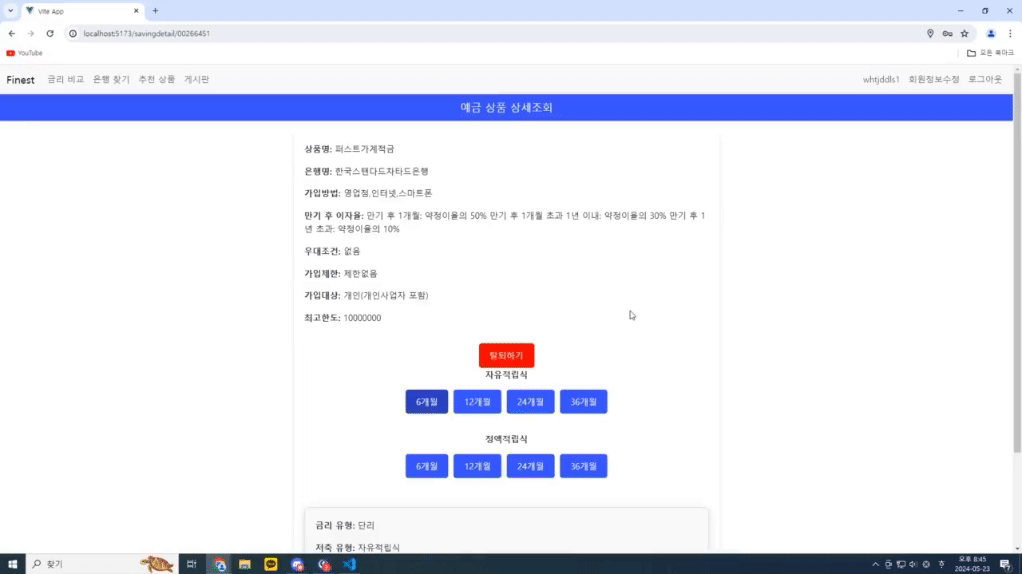 Vite App
localhost:5173/savingdetail/00266451
YouTube
모든 북마크
Finest 금리 비교 은행 찾기 추천 상품 게시판 whtjddls1 회원정보수정 로그아웃
예금 상품 상세조회
상품명: 퍼스트가계적금
은행명: 한국스탠다드차타드은행
가입방법: 영업점,인터넷,스마트폰
만기 후 이자율: 만기 후 1개월: 약정이율의 50% 만기 후 1개월 초과 1년 이내: 약정이율의 30% 만기 후 1
년 초과: 약정이율의 10%
우대조건: 없음
가입제한: 제한없음
가입대상: 개인(개인사업자 포함)
최고한도: 10000000
탈퇴하기
자유적립식
6개월 12개월 24개월 36개월
정액적립식
6개월 12개월 24개월 36개월
금리 유형: 단리
저축 유형: 자유적립식
찾기
오후 8:45
2024-05-23